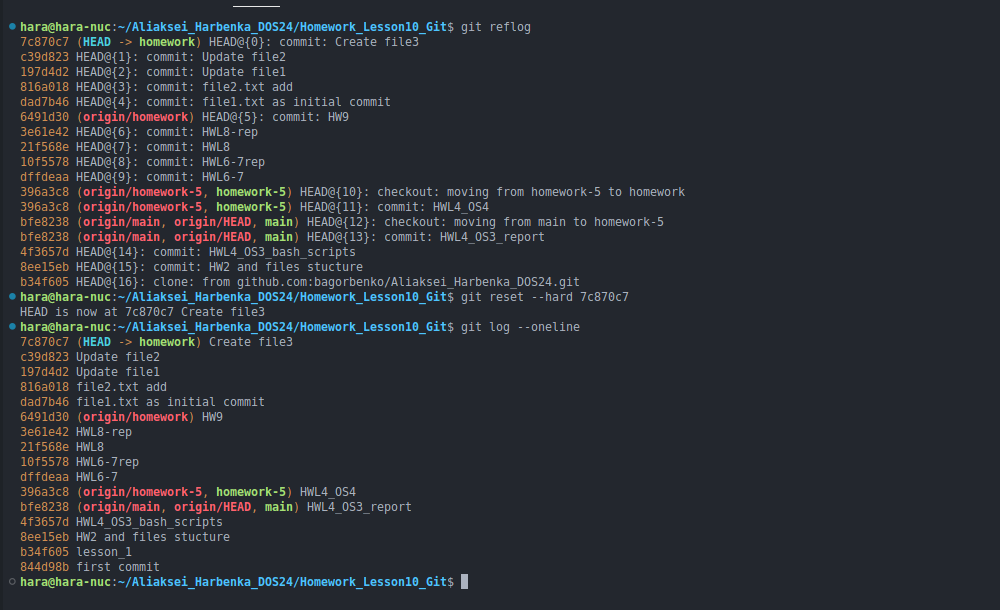 hara@hara-nuc:~/Aliaksei_Harbenka_DOS24/Homework_Lesson10_Git$ git reflog
7c870c7 (HEAD -> homework) HEAD@{0}: commit: Create file3
c39d823 HEAD@{1}: commit: Update file2
197d4d2 HEAD@{2}: commit: Update file1
816a018 HEAD@{3}: commit: file2.txt add
dad7b46 HEAD@{4}: commit: file1.txt as initial commit
6491d30 (origin/homework) HEAD@{5}: commit: HW9
3e61e42 HEAD@{6}: commit: HWL8-rep
21f568e HEAD@{7}: commit: HWL8
10f5578 HEAD@{8}: commit: HWL6-7rep
dffdeaa HEAD@{9}: commit: HWL6-7
396a3c8 (origin/homework-5, homework-5) HEAD@{10}: checkout: moving from homework-5 to homework
396a3c8 (origin/homework-5, homework-5) HEAD@{11}: commit: HWL4_OS4
bfe8238 (origin/main, origin/HEAD, main) HEAD@{12}: checkout: moving from main to homework-5
bfe8238 (origin/main, origin/HEAD, main) HEAD@{13}: commit: HWL4_OS3_report
4f3657d HEAD@{14}: commit: HWL4_OS3_bash_scripts
8ee15eb HEAD@{15}: commit: HW2 and files stucture
b34f605 HEAD@{16}: clone: from github.com:bagorbenko/Aliaksei_Harbenka_DOS24.git
hara@hara-nuc:~/Aliaksei_Harbenka_DOS24/Homework_Lesson10_Git$ git reset --hard 7c870c7
HEAD is now at 7c870c7 Create file3
hara@hara-nuc:~/Aliaksei_Harbenka_DOS24/Homework_Lesson10_Git$ git log --oneline
7c870c7 (HEAD -> homework) Create file3
c39d823 Update file2
197d4d2 Update file1
816a018 file2.txt add
dad7b46 file1.txt as initial commit
6491d30 (origin/homework) HW9
3e61e42 HWL8-rep
21f568e HWL8
10f5578 HWL6-7rep
dffdeaa HWL6-7
396a3c8 (origin/homework-5, homework-5) HWL4_OS4
bfe8238 (origin/main, origin/HEAD, main) HWL4_OS3_report
4f3657d HWL4_OS3_bash_scripts
8ee15eb HW2 and files stucture
b34f605 lesson_1
844d98b first commit
hara@hara-nuc:~/Aliaksei_Harbenka_DOS24/Homework_Lesson10_Git$